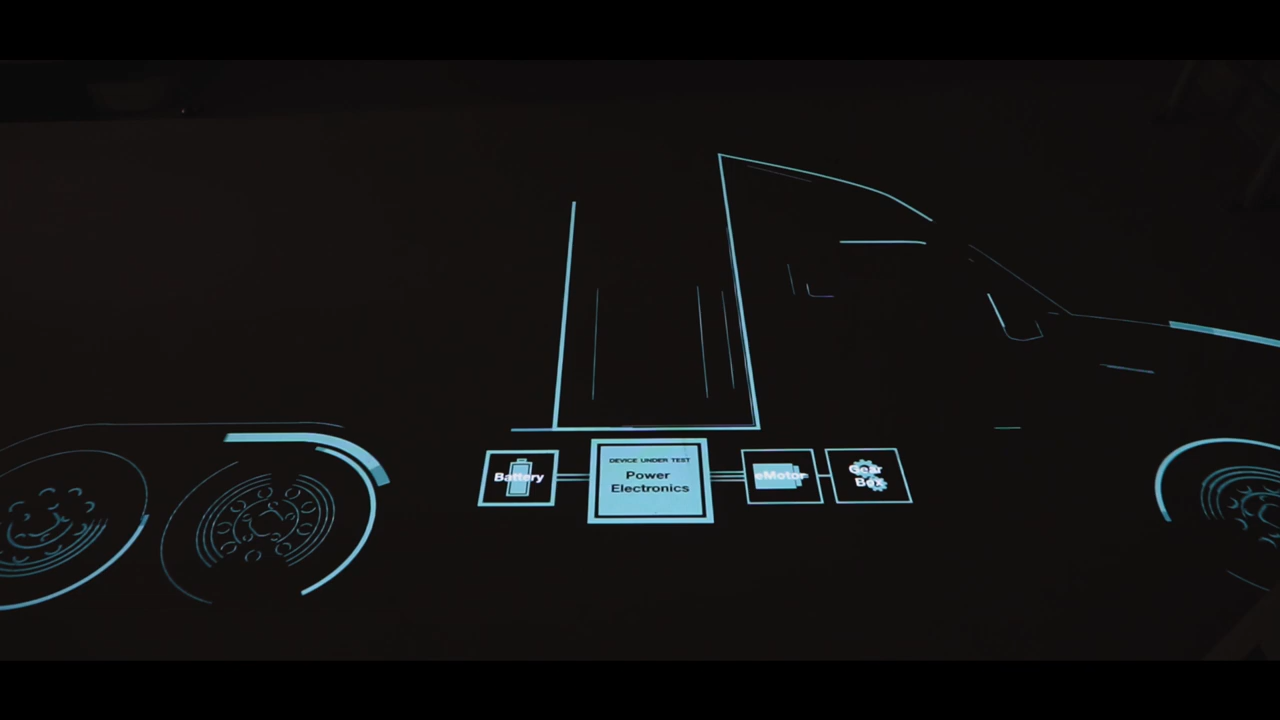 Battery
DEVICE UNDER TEST
Power
Electronics
eMotor
Gear
Box